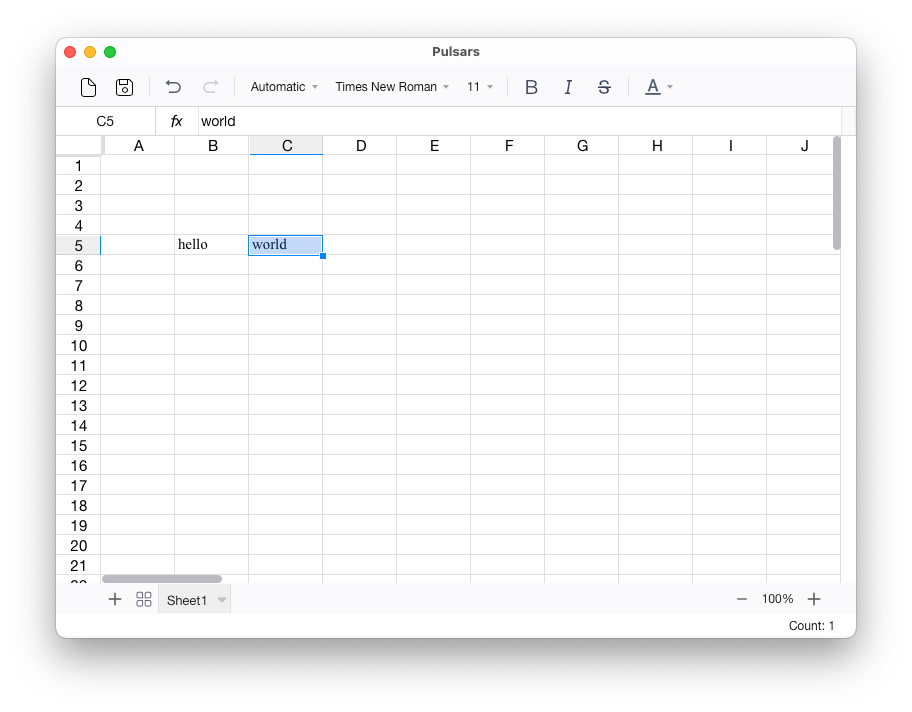 Pulsars
Automatic Times New Roman 11 B I S A
C5 fx world
A B C D E F G H I J
1
2
3
4
5 hello world
6
7
8
9
10
11
12
13
14
15
16
17
18
19
20
21
Sheet1 100%
Count: 1